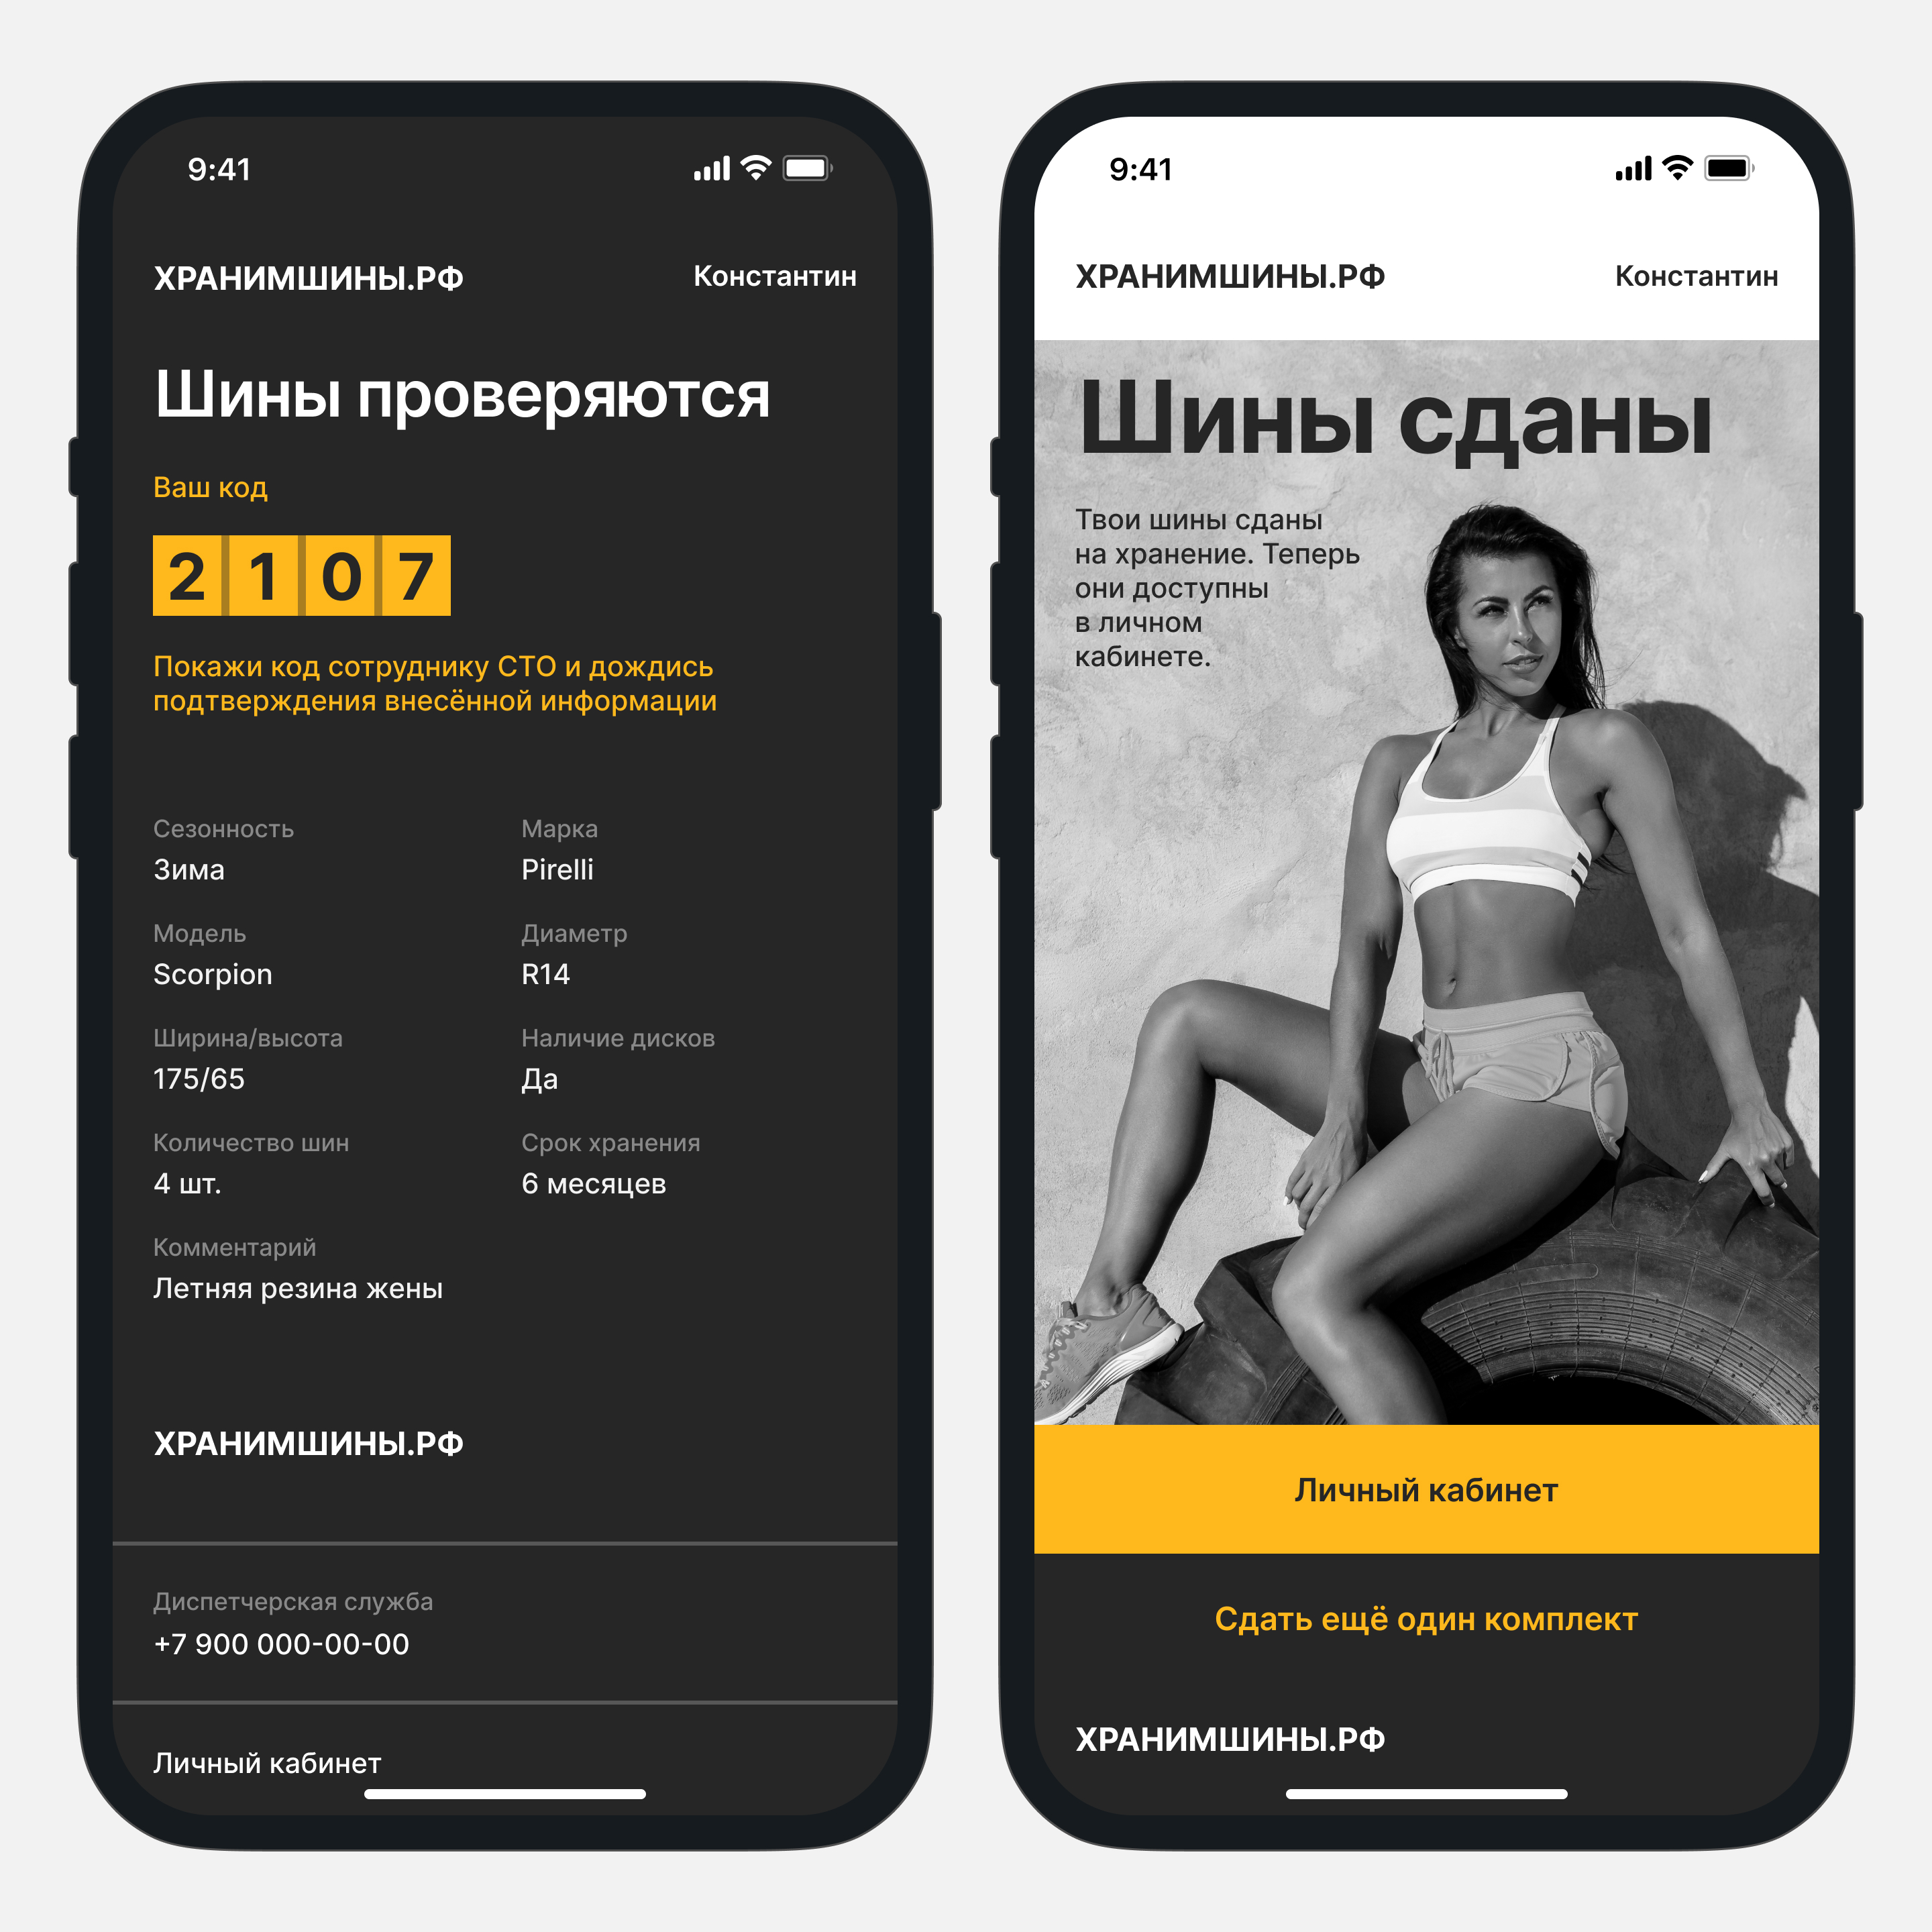 9:41
ХРАНИМШИНЫ.РФ
Константин
Шины проверяются
Ваш код
2 1 0 7
Покажи код сотруднику СТО и дождись
подтверждения внесённой информации
Сезонность
Зима
Марка
Pirelli
Модель
Scorpion
Диаметр
R14
Ширина/высота
175/65
Наличие дисков
Да
Количество шин
4 шт.
Срок хранения
6 месяцев
Комментарий
Летняя резина жены
ХРАНИМШИНЫ.РФ
Диспетчерская служба
+7 900 000-00-00
Личный кабинет
9:41
ХРАНИМШИНЫ.РФ
Константин
Шины сданы
Твои шины сданы
на хранение. Теперь
они доступны
в личном
кабинете.
Личный кабинет
Сдать ещё один комплект
ХРАНИМШИНЫ.РФ